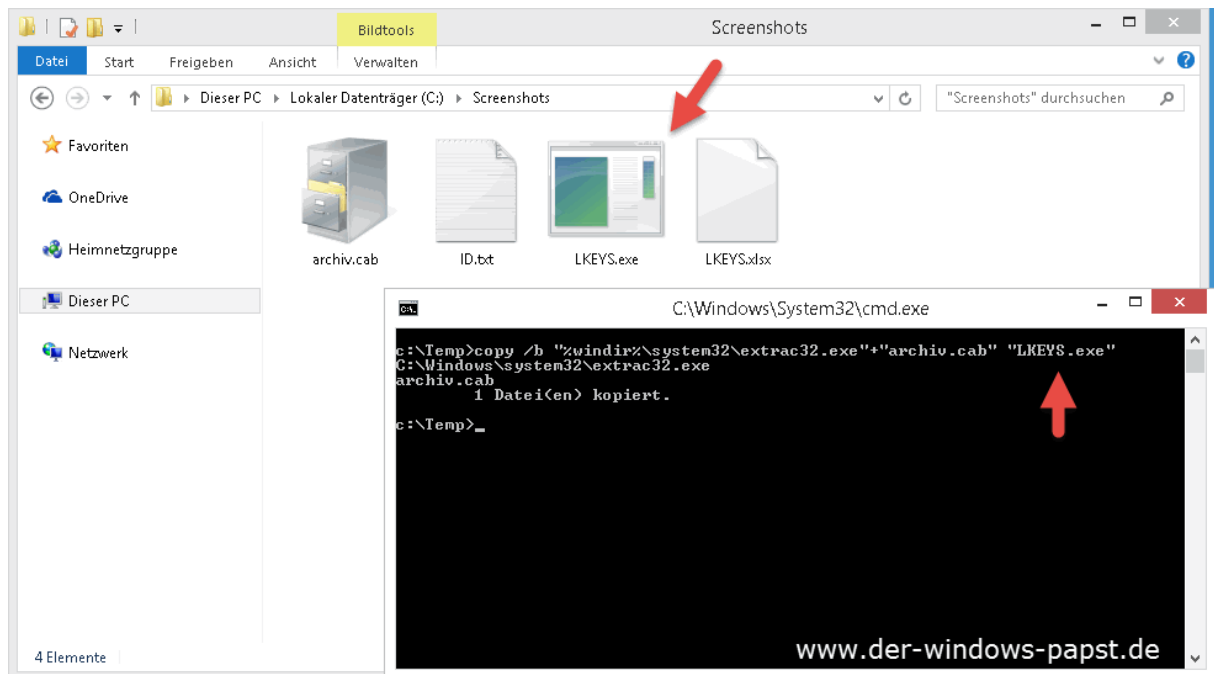 Bildtools
Screenshots
Datei Start Freigeben Ansicht Verwalten
Dieser PC Lokaler Datenträger (C:) Screenshots
"Screenshots" durchsuchen
Favoriten
OneDrive
Heimnetzgruppe
Dieser PC
Netzwerk
archiv.cab ID.txt LKEYS.exe LKEYS.xlsx
C:\Windows\System32\cmd.exe
c:\Temp>copy /b "%windir%\system32\extrac32.exe"+"archiv.cab" "LKEYS.exe"
C:\Windows\system32\extrac32.exe
archiv.cab
1 Datei(en) kopiert.
c:\Temp>_
4 Elemente
www.der-windows-papst.de